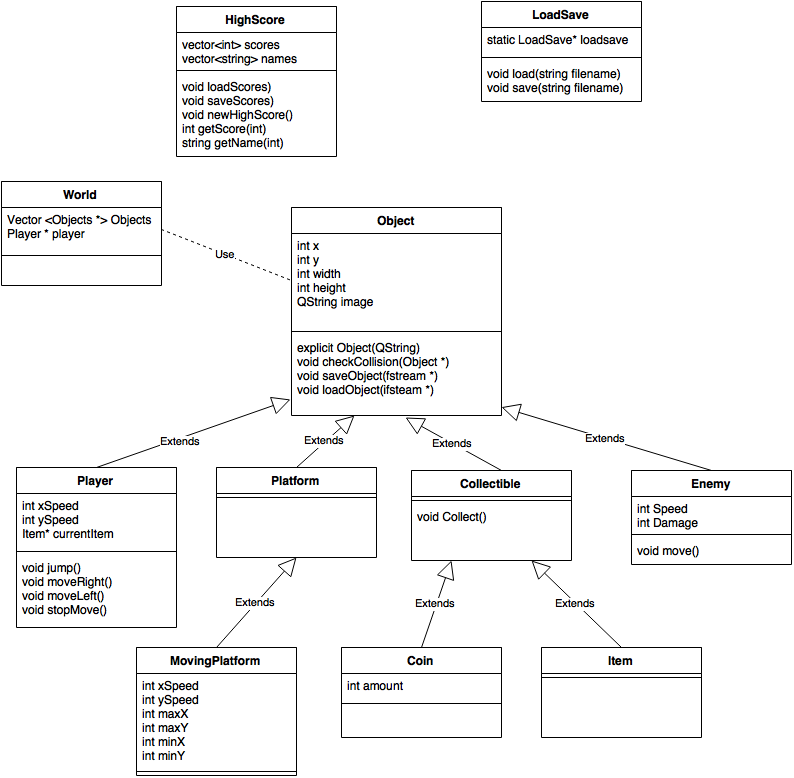 HighScore
vector<int> scores
vector<string> names
void loadScores)
void saveScores)
void newHighScore()
int getScore(int)
string getName(int)
LoadSave
static LoadSave* loadsave
void load(string filename)
void save(string filename)
World
Vector <Objects *> Objects
Player * player
Use
Object
int x
int y
int width
int height
QString image
explicit Object(QString)
void checkCollision(Object *)
void saveObject(fstream *)
void loadObject(ifsteam *)
Extends
Extends
Extends
Extends
Player
int xSpeed
int ySpeed
Item* currentItem
void jump()
void moveRight()
void moveLeft()
void stopMove()
Platform
Collectible
void Collect()
Enemy
int Speed
int Damage
void move()
Extends
Extends
Extends
MovingPlatform
int xSpeed
int ySpeed
int maxX
int maxY
int minX
int minY
Coin
int amount
Item